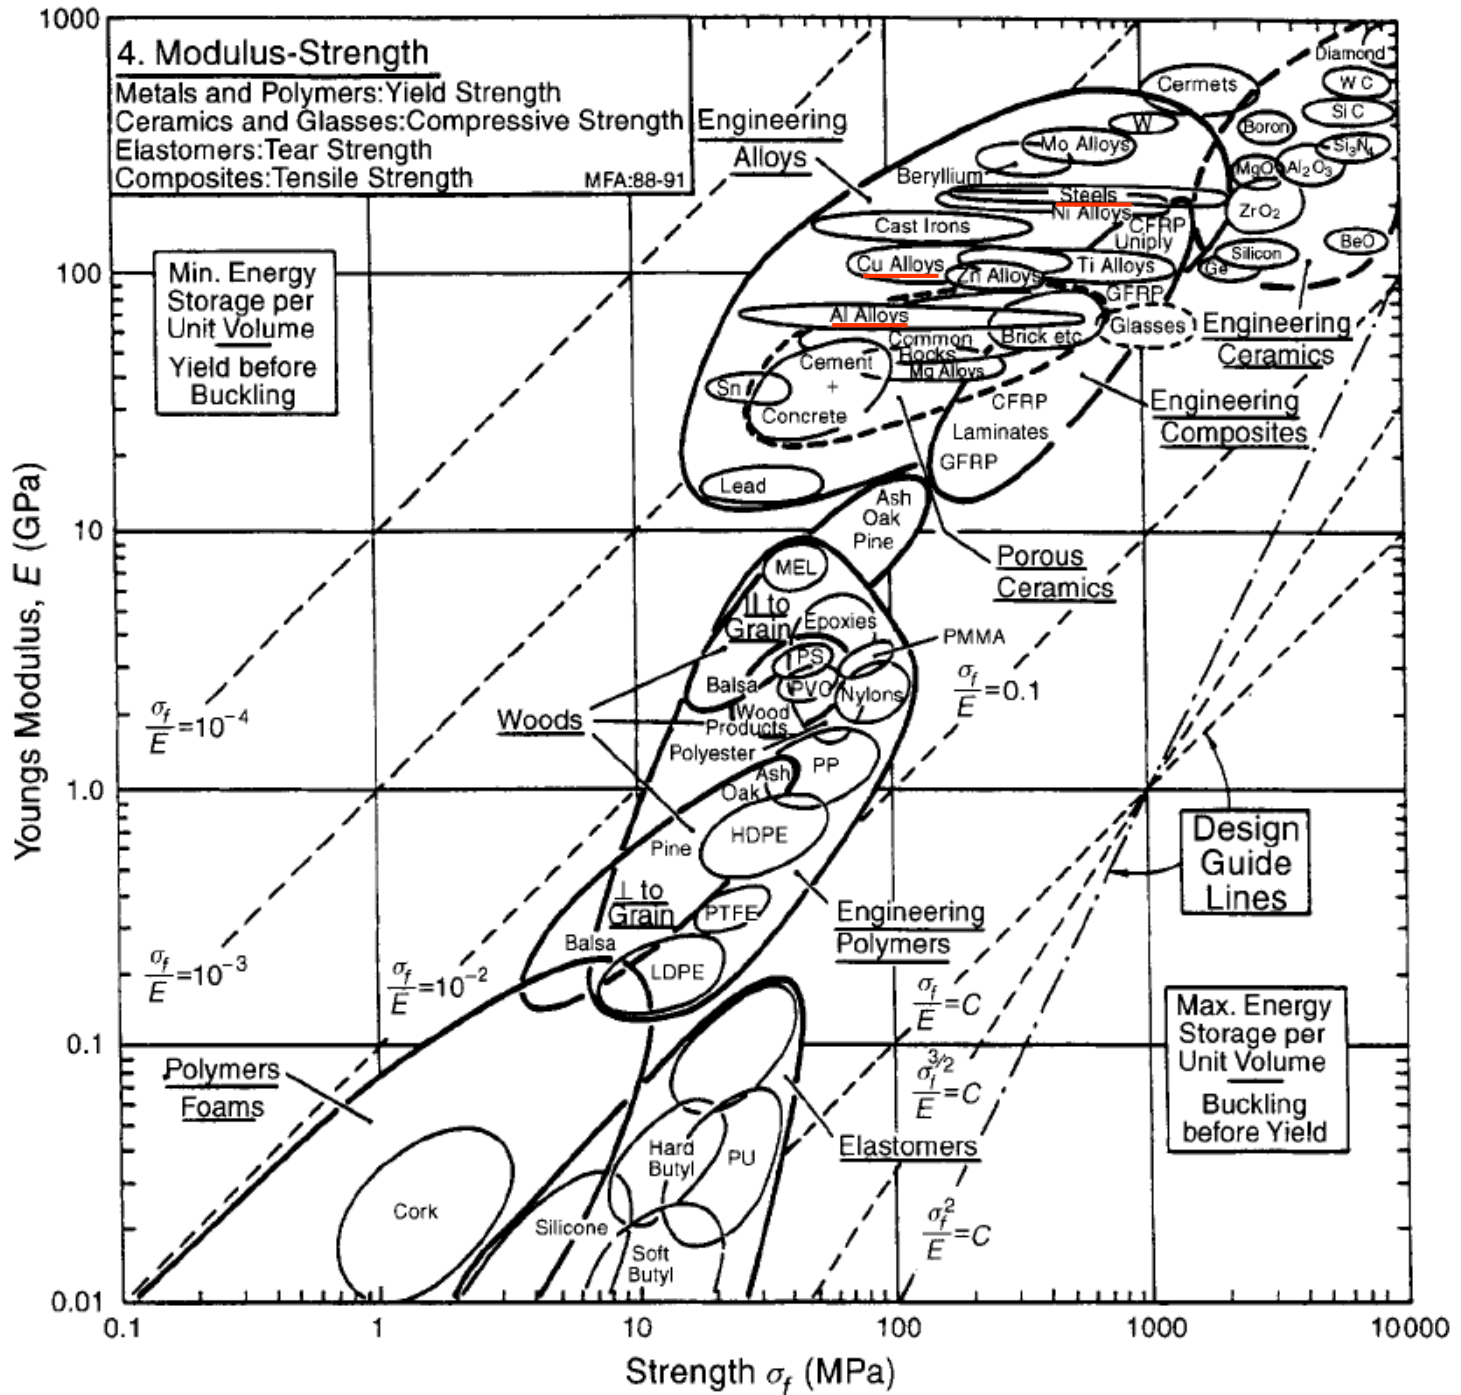 1000
4. Modulus-Strength
Metals and Polymers:Yield Strength
Ceramics and Glasses:Compressive Strength
Elastomers:Tear Strength
Composites:Tensile Strength
MFA:88-91
Engineering
Alloys
Cermets
Diamond
W C
Si C
W
Boron
Mo Alloys
Si₃N₄
Beryllium
MgO
Al₂O₃
Steels
Ni Alloys
ZrO₂
Cast Irons
CFRP
Uniply
BeO
Silicon
Ge
Cu Alloys
Zn Alloys
Ti Alloys
GFRP
Al Alloys
Brick etc
Glasses
Engineering
Ceramics
Common
Rocks
Mg Alloys
Cement
+
Concrete
Sn
CFRP
Laminates
GFRP
Engineering
Composites
Lead
Min. Energy
Storage per
Unit Volume
Yield before
Buckling
100
Ash
Oak
Pine
10
Porous
Ceramics
MEL
|| to
Grain
Epoxies
PMMA
PS
Balsa
PVC
Nylons
Wood
Products
Woods
Polyester
Ash
Oak
PP
σf/E=10⁻⁴
σf/E=0.1
1.0
HDPE
Pine
Design
Guide
Lines
⊥ to
Grain
PTFE
Engineering
Polymers
Balsa
LDPE
σf/E=10⁻³
σf/E=10⁻²
σf/E=C
Max. Energy
Storage per
Unit Volume
Buckling
before Yield
0.1
Polymers
Foams
σf^3/2/E=C
Elastomers
Hard
Butyl
PU
Cork
Silicone
Soft
Butyl
σf²/E=C
0.01
0.1
1
10
100
1000
10000
Youngs Modulus, E (GPa)
Strength σf (MPa)